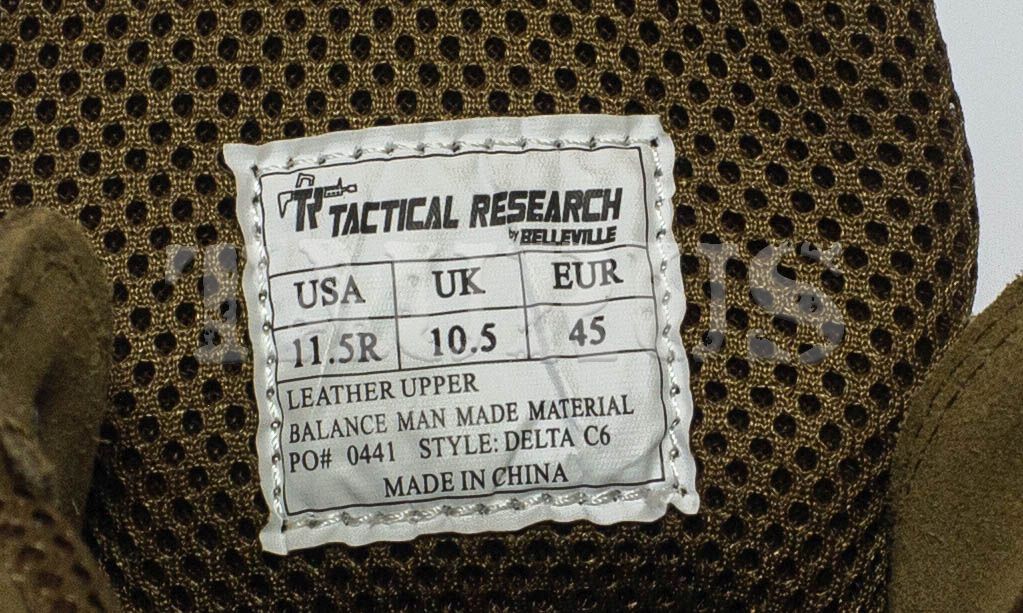 TR TACTICAL RESEARCH
by BELLEVILLE
USA UK EUR
11.5R 10.5 45
LEATHER UPPER
BALANCE MAN MADE MATERIAL
PO# 0441 STYLE: DELTA C6
MADE IN CHINA